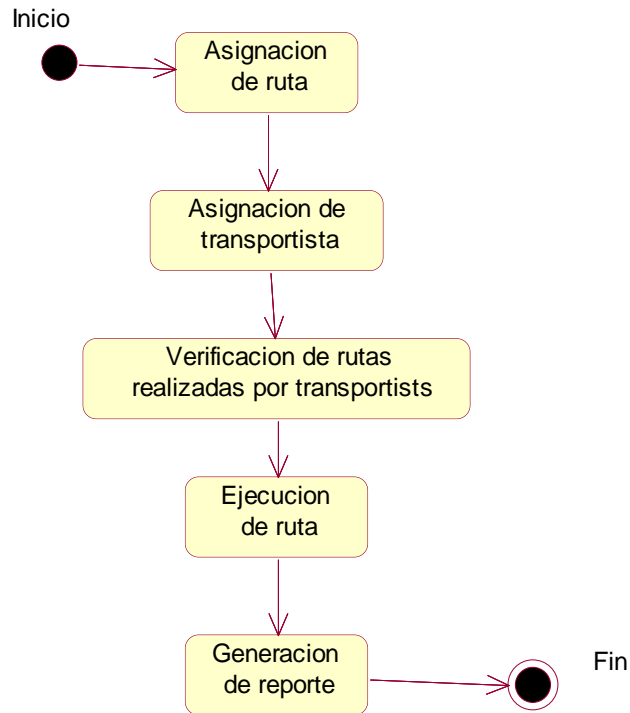 Inicio
Asignacion
de ruta
Asignacion de
transportista
Verificacion de rutas
realizadas por transportists
Ejecucion
de ruta
Generacion
de reporte
Fin